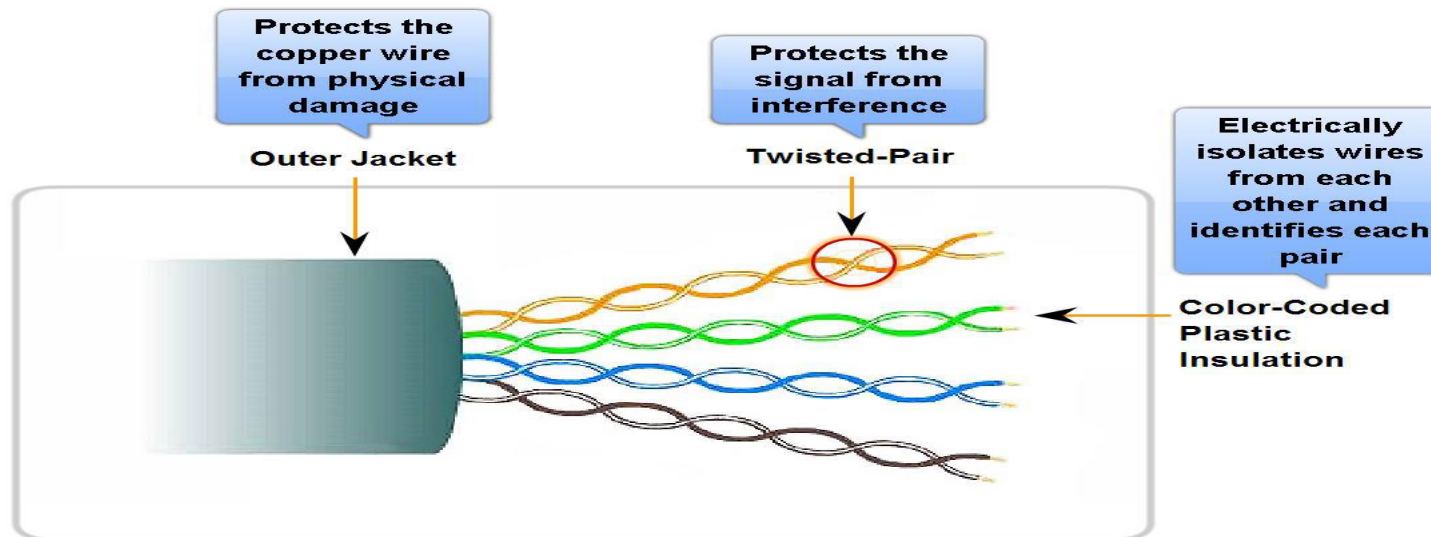 Protects the
copper wire
from physical
damage
Outer Jacket
Protects the
signal from
interference
Twisted-Pair
Electrically
isolates wires
from each
other and
identifies each
pair
Color-Coded
Plastic
Insulation